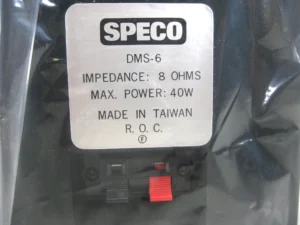 SPECO
DMS-6
IMPEDANCE: 8 OHMS
MAX. POWER: 40W
MADE IN TAIWAN
R. O. C.